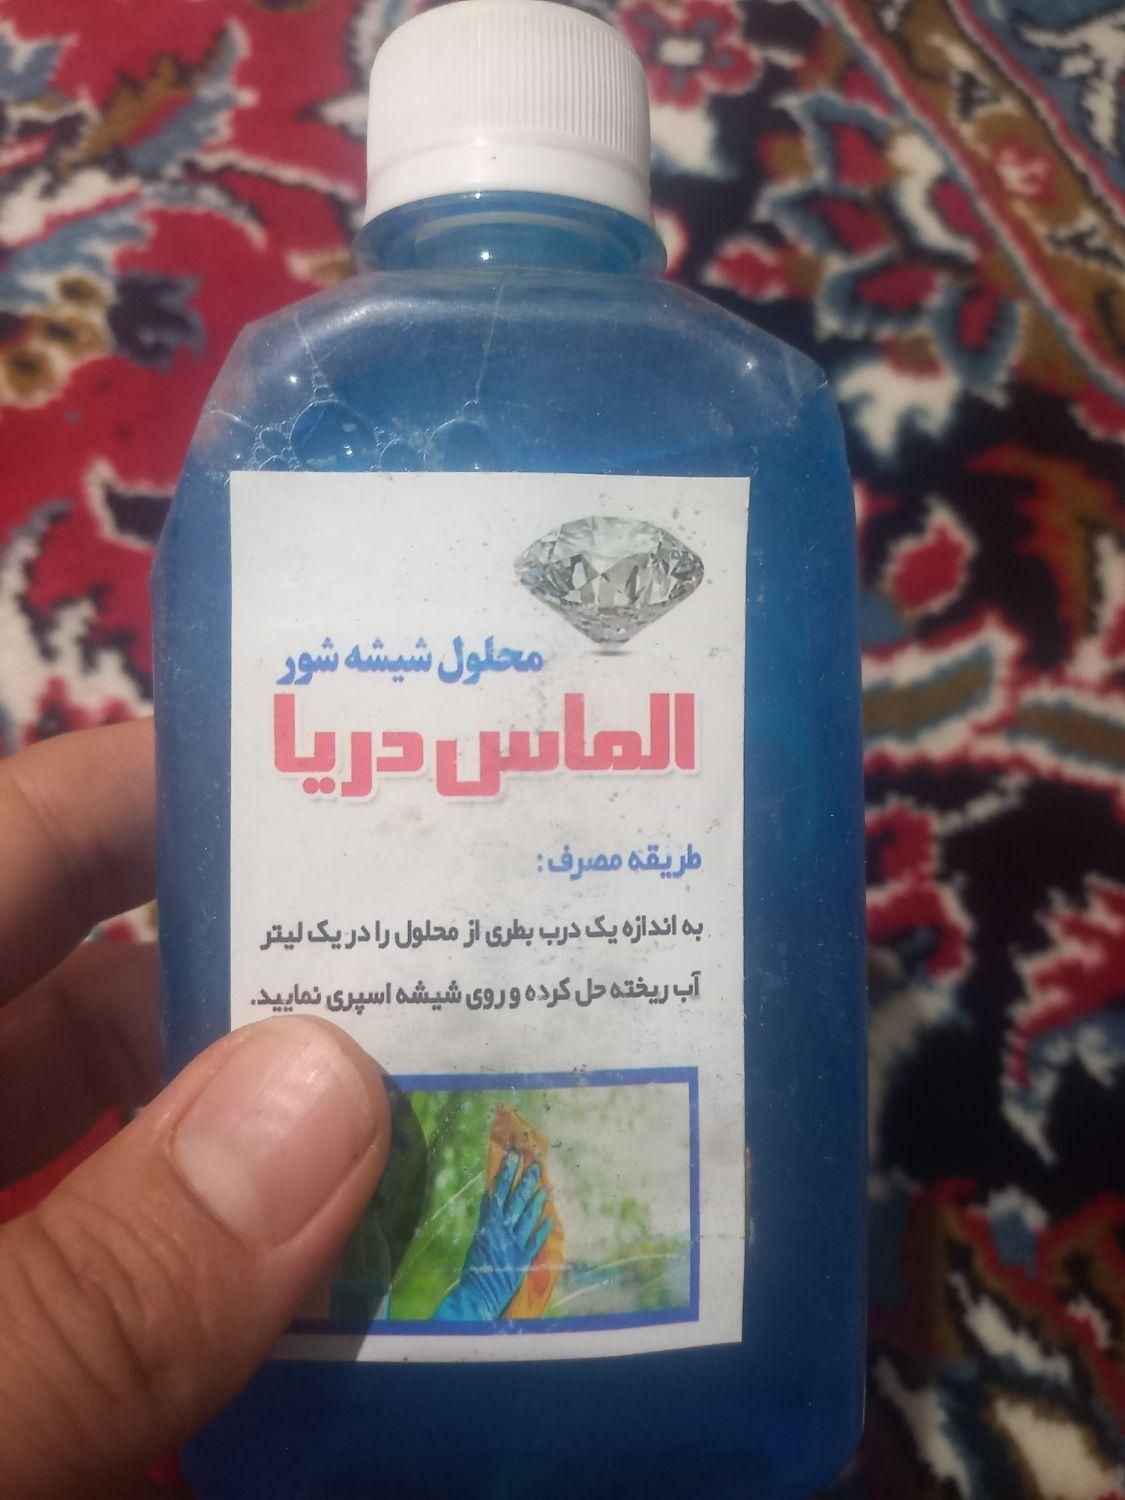 محلول شیشه شور
الماس دریا
طریقه مصرف:
به اندازه یک درب بطری از محلول را در یک لیتر
آب ریخته حل کرده و روی شیشه اسپری نمایید.